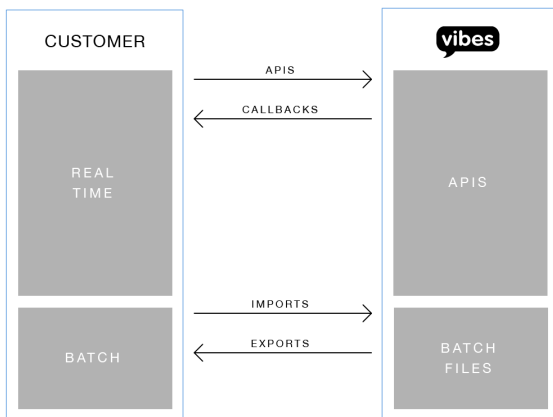 CUSTOMER
vibes
APIS
CALLBACKS
REAL
TIME
APIS
IMPORTS
EXPORTS
BATCH
BATCH
FILES